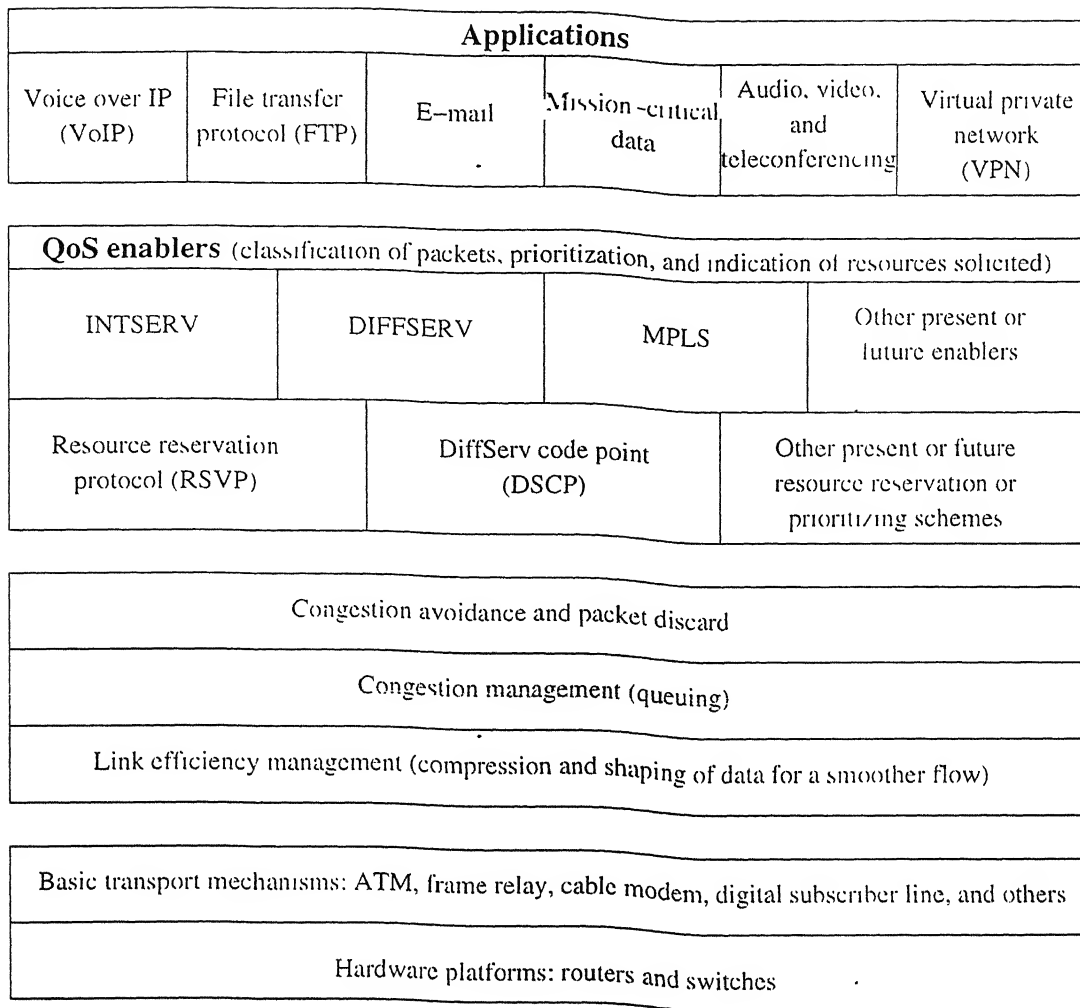 Applications
Voice over IP
(VoIP)
File transfer
protocol (FTP)
E-mail
Mission-critical
data
Audio, video,
and
teleconferencing
Virtual private
network
(VPN)
QoS enablers (classification of packets, prioritization, and indication of resources solicited)
INTSERV
DIFFSERV
MPLS
Other present or
future enablers
Resource reservation
protocol (RSVP)
DiffServ code point
(DSCP)
Other present or future
resource reservation or
prioritizing schemes
Congestion avoidance and packet discard
Congestion management (queuing)
Link efficiency management (compression and shaping of data for a smoother flow)
Basic transport mechanisms: ATM, frame relay, cable modem, digital subscriber line, and others
Hardware platforms: routers and switches